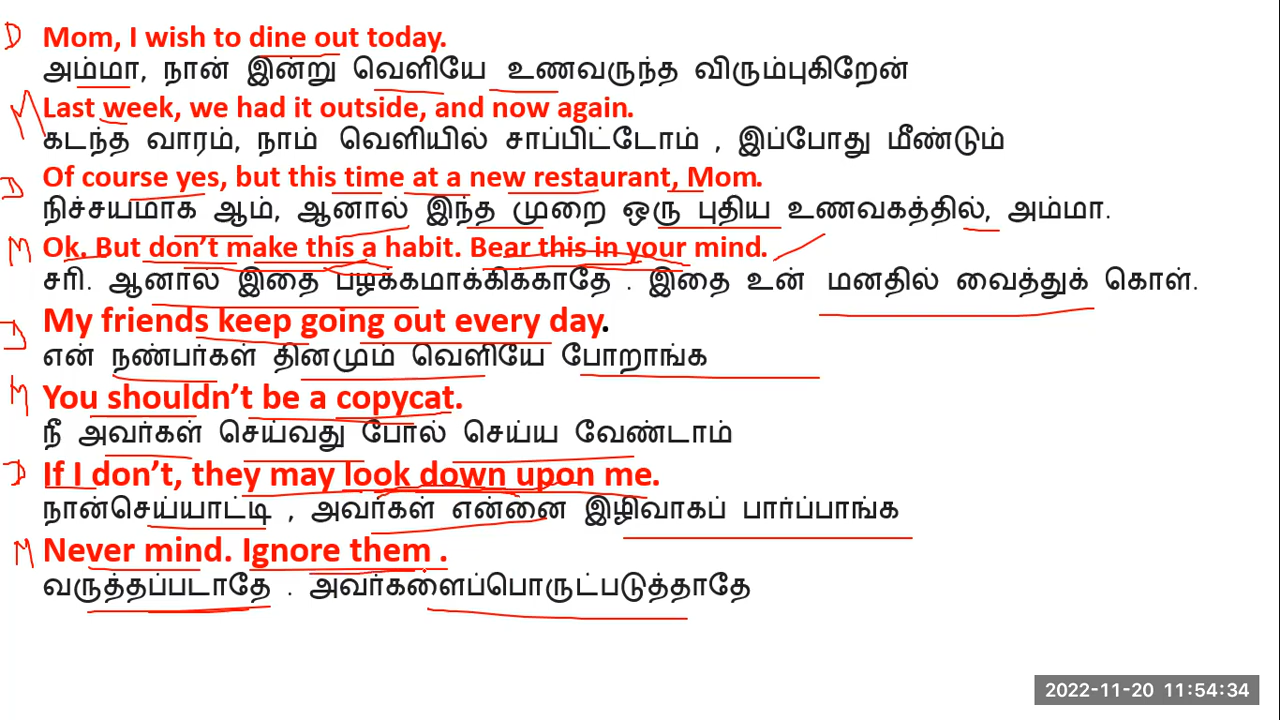 D Mom, I wish to dine out today.
அம்மா, நான் இன்று வெளியே உணவருந்த விரும்புகிறேன்
M Last week, we had it outside, and now again.
கடந்த வாரம், நாம் வெளியில் சாப்பிட்டோம் , இப்போது மீண்டும்
D Of course yes, but this time at a new restaurant, Mom.
நிச்சயமாக ஆம், ஆனால் இந்த முறை ஒரு புதிய உணவகத்தில், அம்மா.
M Ok. But don’t make this a habit. Bear this in your mind.
சரி. ஆனால் இதை பழக்கமாக்கிக்காதே . இதை உன் மனதில் வைத்துக் கொள்.
D My friends keep going out every day.
என் நண்பர்கள் தினமும் வெளியே போறாங்க
M You shouldn’t be a copycat.
நீ அவர்கள் செய்வது போல் செய்ய வேண்டாம்
D If I don’t, they may look down upon me.
நான்செய்யாட்டி , அவர்கள் என்னை இழிவாகப் பார்ப்பாங்க
M Never mind. Ignore them .
வருத்தப்படாதே . அவர்களைப்பொருட்படுத்தாதே
2022-11-20 11:54:34